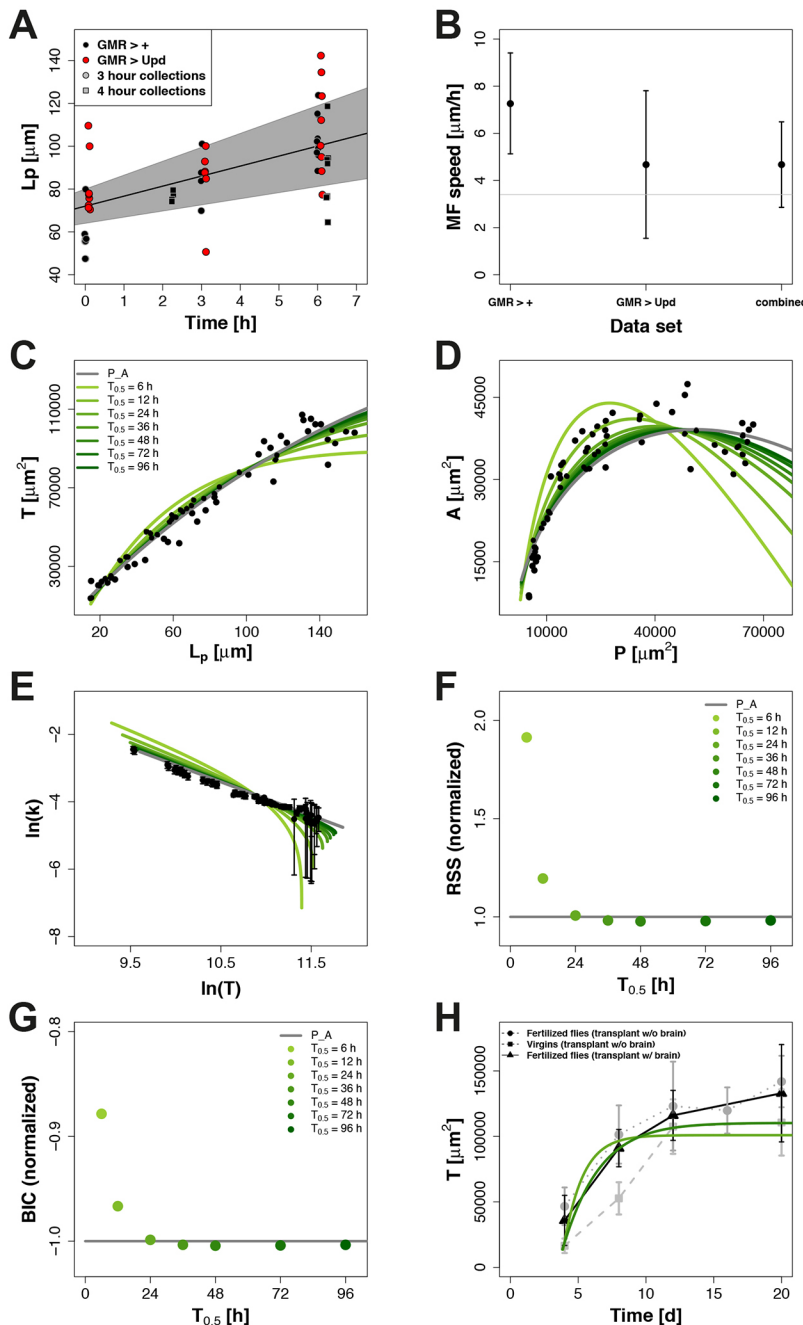 A
GMR > +
GMR > Upd
3 hour collections
4 hour collections
Lp [μm]
40 60 80 100 120 140
0 1 2 3 4 5 6 7
Time [h]
B
MF speed [μm/h]
0 2 4 6 8 10
GMR > + GMR > Upd combined
Data set
C
P_A
T0.5 = 6 h
T0.5 = 12 h
T0.5 = 24 h
T0.5 = 36 h
T0.5 = 48 h
T0.5 = 72 h
T0.5 = 96 h
T [μm²]
30000 70000 110000
20 60 100 140
Lp [μm]
D
A [μm²]
15000 30000 45000
10000 40000 70000
P [μm²]
E
ln(k)
−8 −6 −4 −2
9.5 10.5 11.5
ln(T)
F
P_A
T0.5 = 6 h
T0.5 = 12 h
T0.5 = 24 h
T0.5 = 36 h
T0.5 = 48 h
T0.5 = 72 h
T0.5 = 96 h
RSS (normalized)
1.0 1.5 2.0
0 24 48 72 96
T0.5 [h]
G
P_A
T0.5 = 6 h
T0.5 = 12 h
T0.5 = 24 h
T0.5 = 36 h
T0.5 = 48 h
T0.5 = 72 h
T0.5 = 96 h
BIC (normalized)
−1.0 −0.9 −0.8
0 24 48 72 96
T0.5 [h]
H
Fertilized flies (transplant w/o brain)
Virgins (transplant w/o brain)
Fertilized flies (transplant w/ brain)
T [μm²]
0 50000 100000 150000
0 5 10 15 20
Time [d]